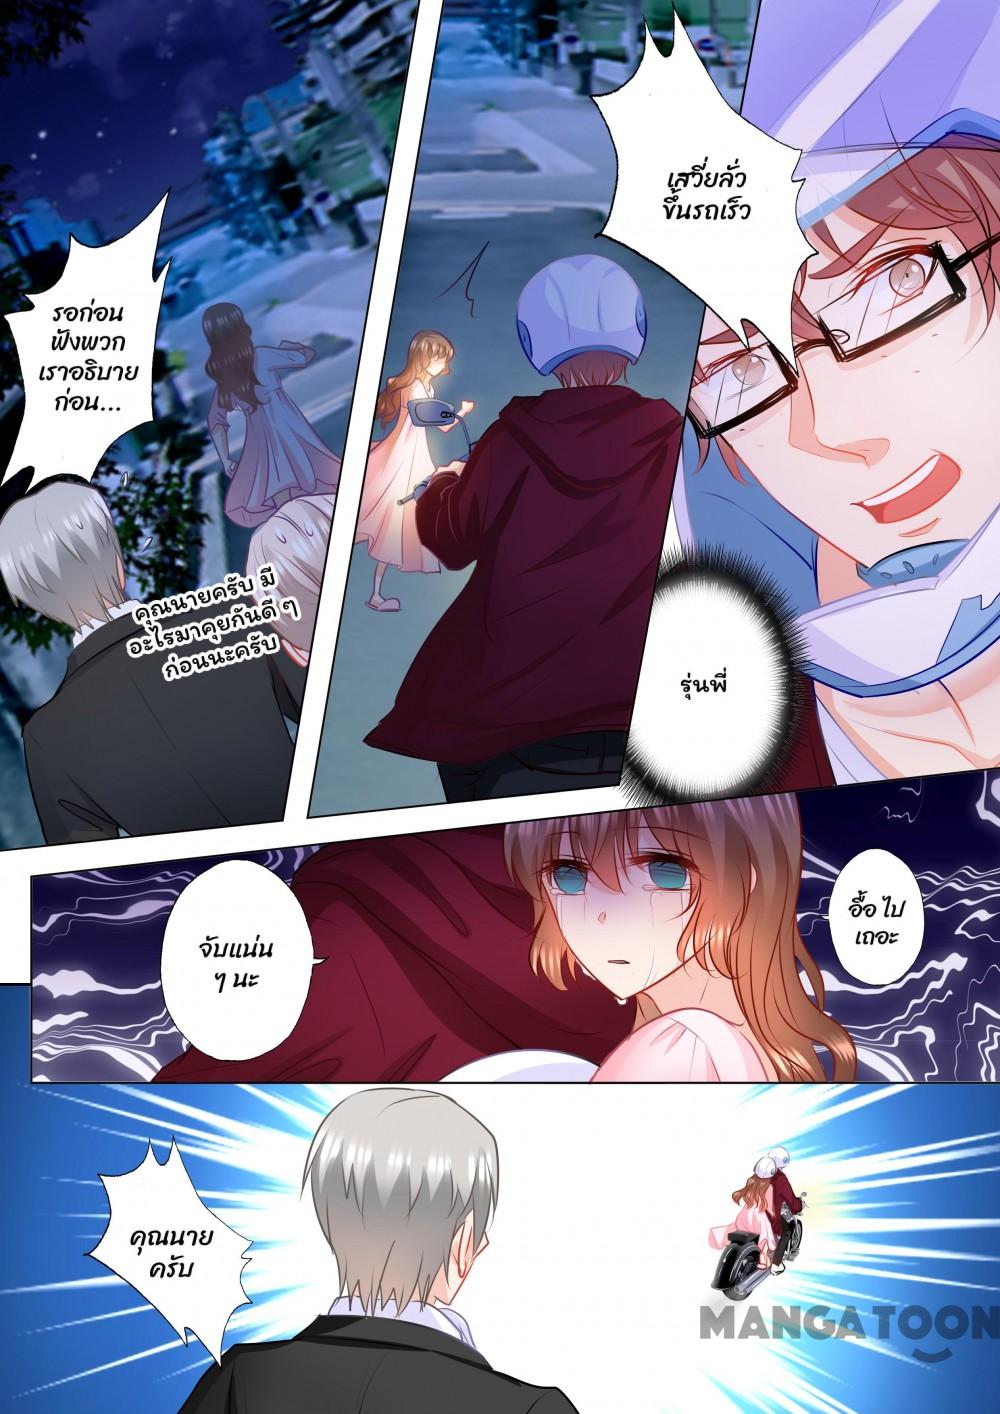 เสวี่ยลั่ว
ขึ้นรถเร็ว
รอก่อน
ฟังพวก
เราอธิบาย
ก่อน...
คุณนายครับ มี
อะไรมาคุยกันดี ๆ
ก่อนนะครับ
รุ่นพี่
จับแน่น
ๆ นะ
อื้อ ไป
เถอะ
คุณนาย
ครับ
MANGATOON